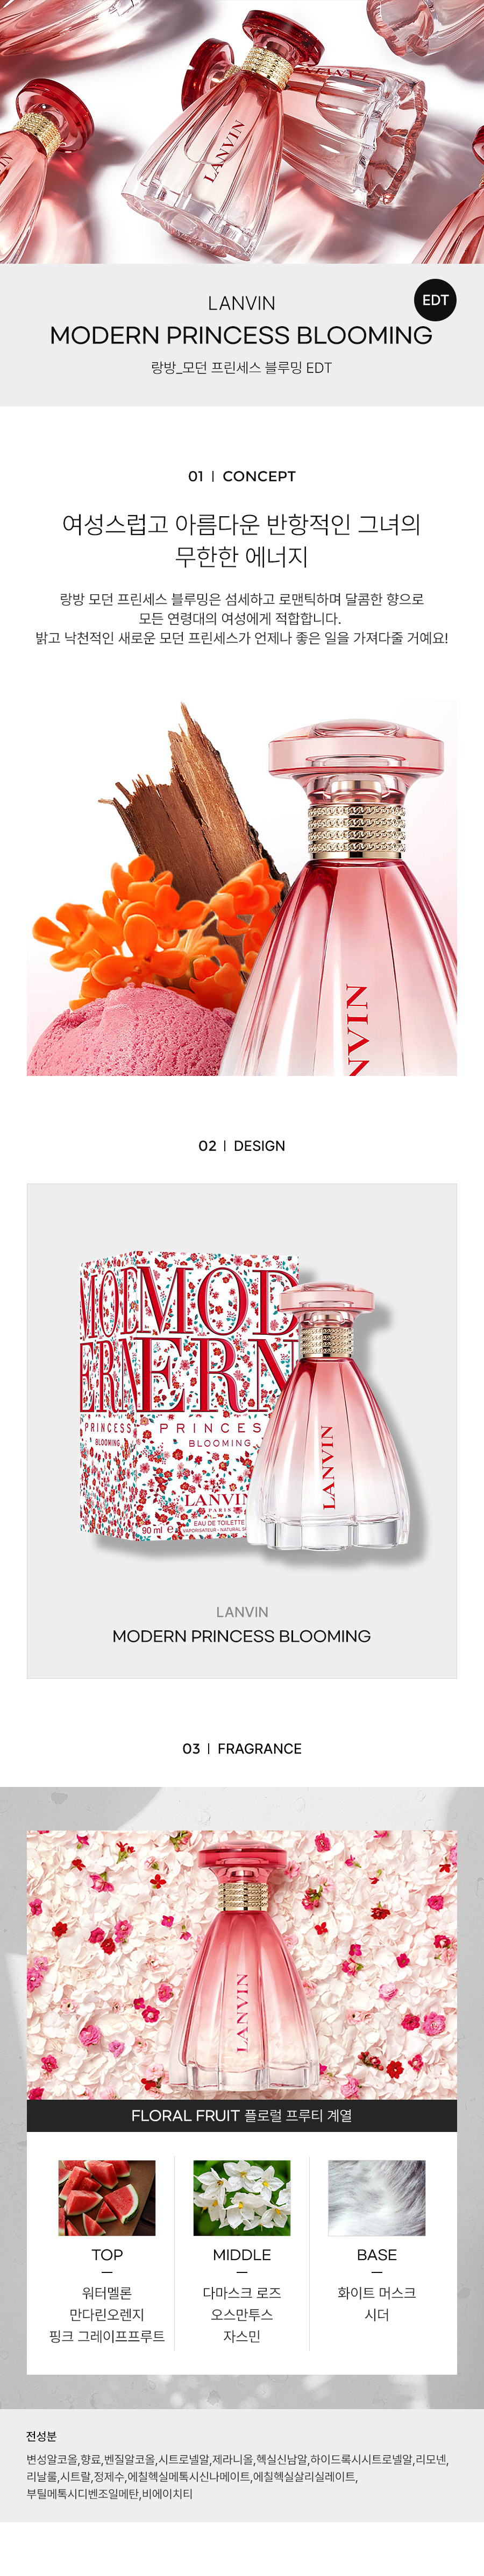 LANVIN
LANVIN
EDT
MODERN PRINCESS BLOOMING
랑방_모던 프린세스 블루밍 EDT
01 | CONCEPT
여성스럽고 아름다운 반항적인 그녀의
무한한 에너지
랑방 모던 프린세스 블루밍은 섬세하고 로맨틱하며 달콤한 향으로
모든 연령대의 여성에게 적합합니다.
밝고 낙천적인 새로운 모던 프린세스가 언제나 좋은 일을 가져다줄 거예요!
NVIN
02 | DESIGN
MOD
ERN
PRINCESS
BLOOMING
MOD
ERN
PRINCES
BLOOMING
LANVIN
PARIS
90 ml e
EAU DE TOILETTE
VAPORISATEUR - NATURAL S
LANVIN
LANVIN
MODERN PRINCESS BLOOMING
03 | FRAGRANCE
LANVIN
FLORAL FRUIT 플로럴 프루티 계열
TOP
워터멜론
만다린오렌지
핑크 그레이프프루트
MIDDLE
다마스크 로즈
오스만투스
자스민
BASE
화이트 머스크
시더
전성분
변성알코올,향료,벤질알코올,시트로넬알,제라니올,헥실신남알,하이드록시시트로넬알,리모넨,
리날룰,시트랄,정제수,에칠헥실메톡시신나메이트,에칠헥실살리실레이트,
부틸메톡시디벤조일메탄,비에이치티